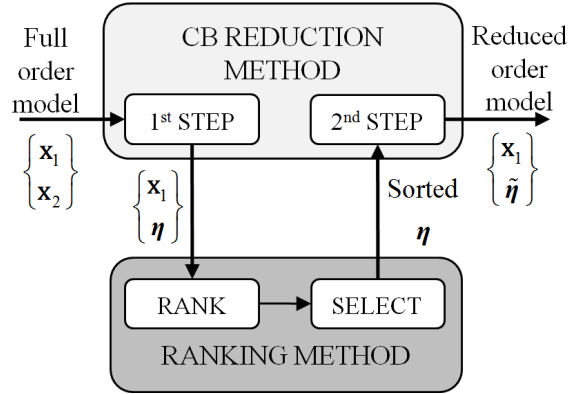 Full
order
model
CB REDUCTION
METHOD
Reduced
order
model
1st STEP
2nd STEP
{x1
x2}
{x1
η}
Sorted
η
{x1
η̃}
RANK
SELECT
RANKING METHOD